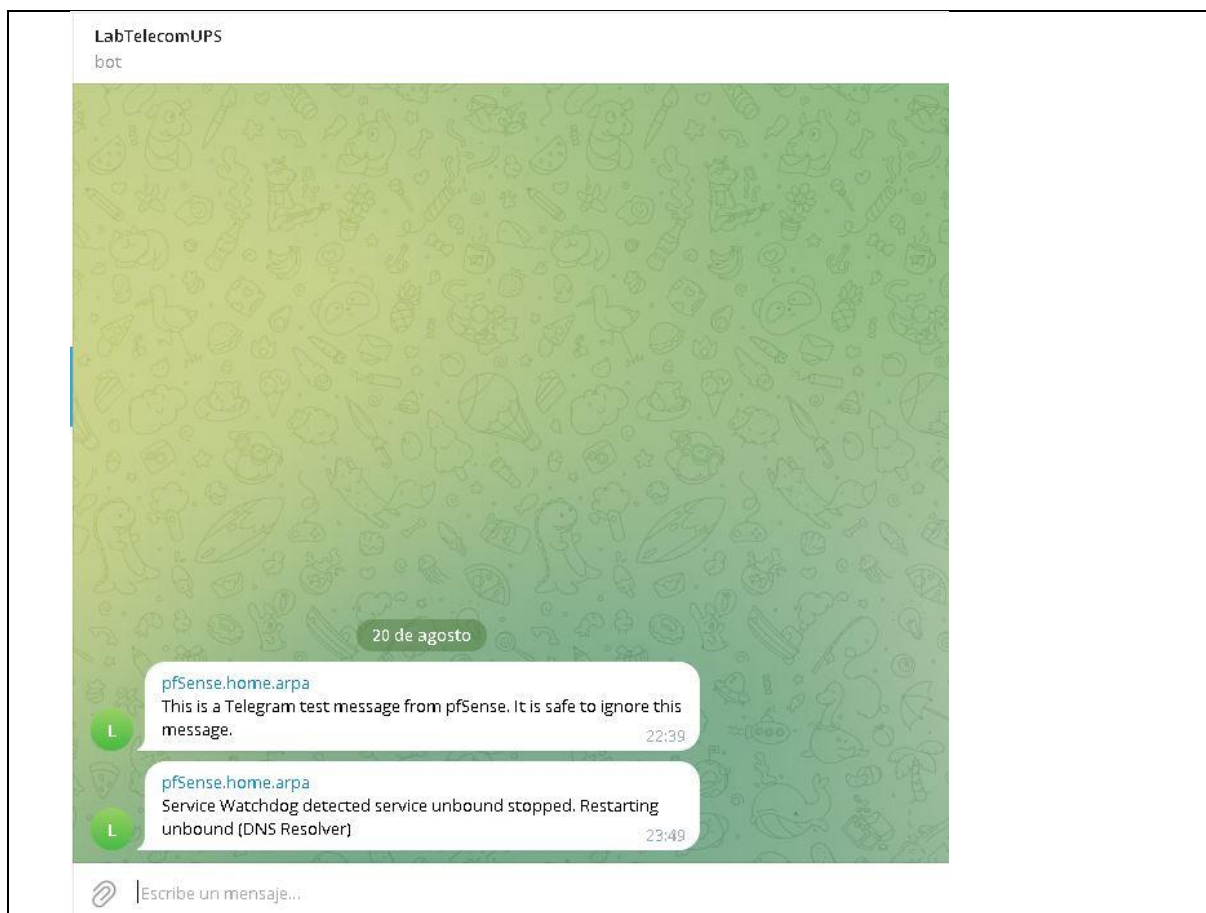 LabTelecomUPS
bot
20 de agosto
pfSense.home.arpa
This is a Telegram test message from pfSense. It is safe to ignore this
message.
22:39
L
pfSense.home.arpa
Service Watchdog detected service unbound stopped. Restarting
unbound (DNS Resolver)
23:49
L
Escribe un mensaje...